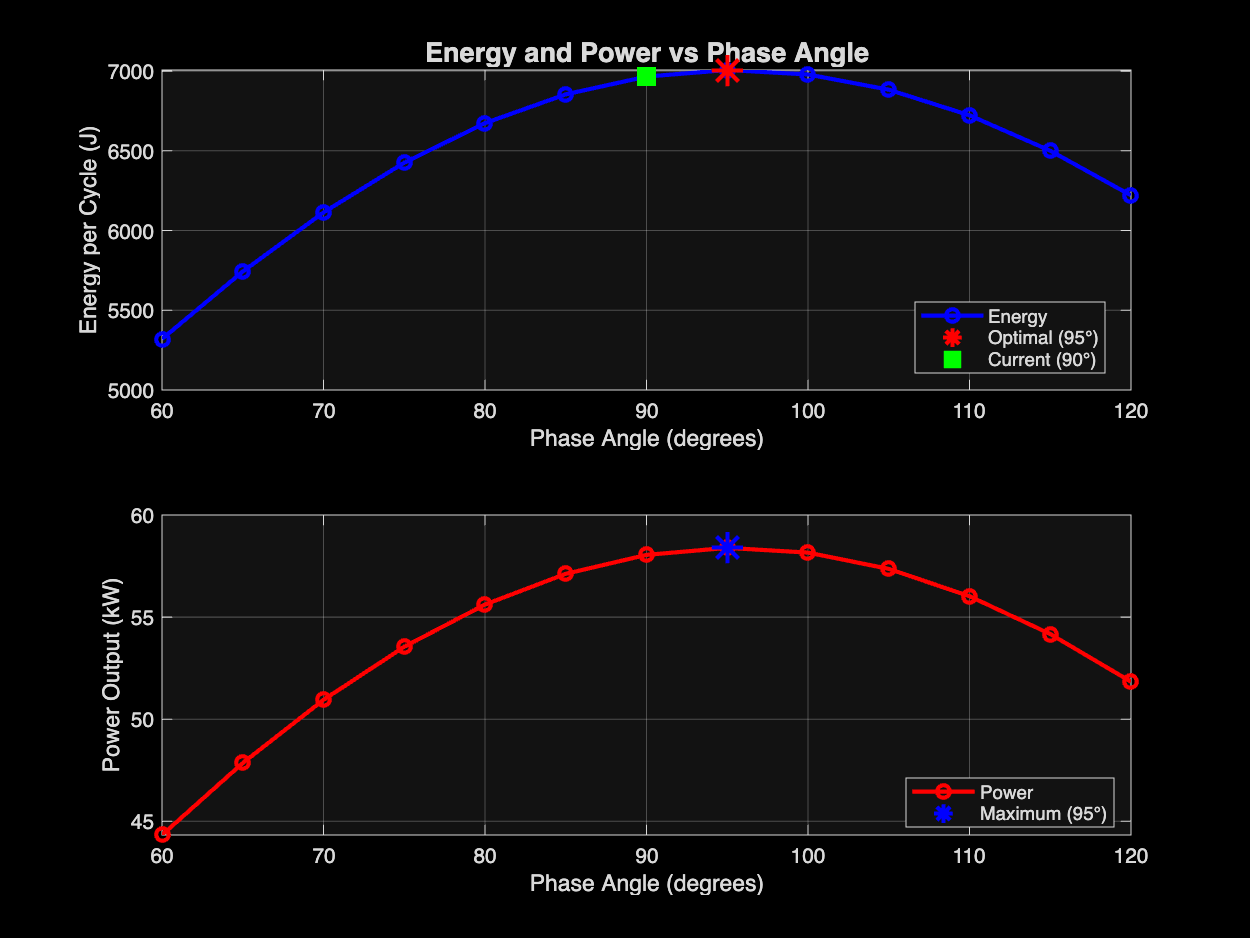 Energy and Power vs Phase Angle
7000
6500
6000
5500
5000
Energy per Cycle (J)
Energy
Optimal (95°)
Current (90°)
60 70 80 90 100 110 120
Phase Angle (degrees)
60
55
50
45
Power Output (kW)
Power
Maximum (95°)
60 70 80 90 100 110 120
Phase Angle (degrees)